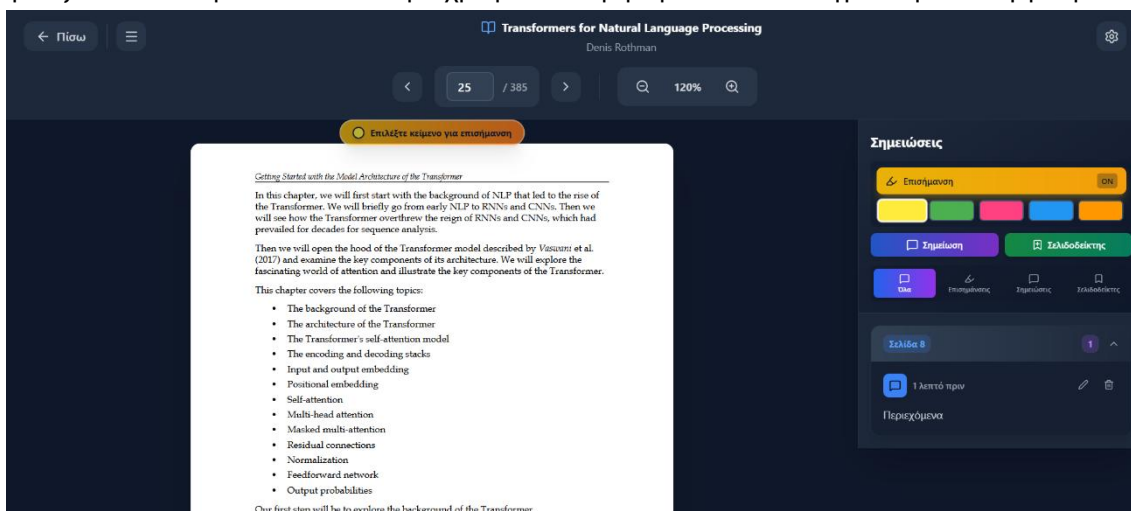 ← Πίσω
Transformers for Natural Language Processing
Denis Rothman
25 / 385
120%
Επιλέξτε κείμενο για επισήμανση
Getting Started with the Model Architecture of the Transformer
In this chapter, we will first start with the background of NLP that led to the rise of
the Transformer. We will briefly go from early NLP to RNNs and CNNs. Then we
will see how the Transformer overthrew the reign of RNNs and CNNs, which had
prevailed for decades for sequence analysis.
Then we will open the hood of the Transformer model described by Vaswani et al.
(2017) and examine the key components of its architecture. We will explore the
fascinating world of attention and illustrate the key components of the Transformer.
This chapter covers the following topics:
• The background of the Transformer
• The architecture of the Transformer
• The Transformer's self-attention model
• The encoding and decoding stacks
• Input and output embedding
• Positional embedding
• Self-attention
• Multi-head attention
• Masked multi-attention
• Residual connections
• Normalization
• Feedforward network
• Output probabilities
Our first step will be to explore the background of the Transformer.
Σημειώσεις
Επισήμανση ON
Σημείωση Σελιδοδείκτης
Όλα Επισημάνσεις Σημειώσεις Σελιδοδείκτες
Σελίδα 8 1
1 λεπτό πριν
Περιεχόμενα